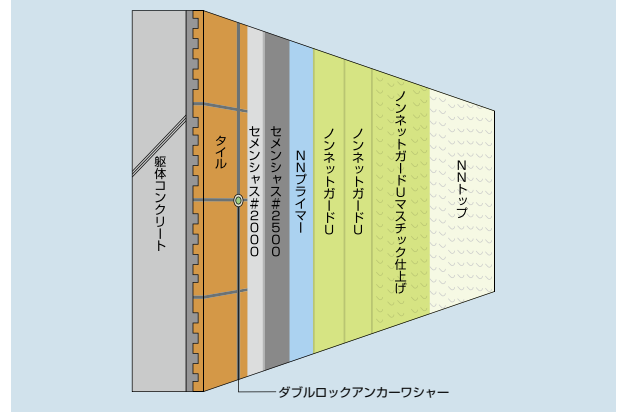 躯体コンクリート
タイル
セメンシャス#2000
セメンシャス#2500
NNプライマー
ノンネットガードU
ノンネットガードU
ノンネットガードUマスチック仕上げ
NNトップ
ダブルロックアンカーワシャー